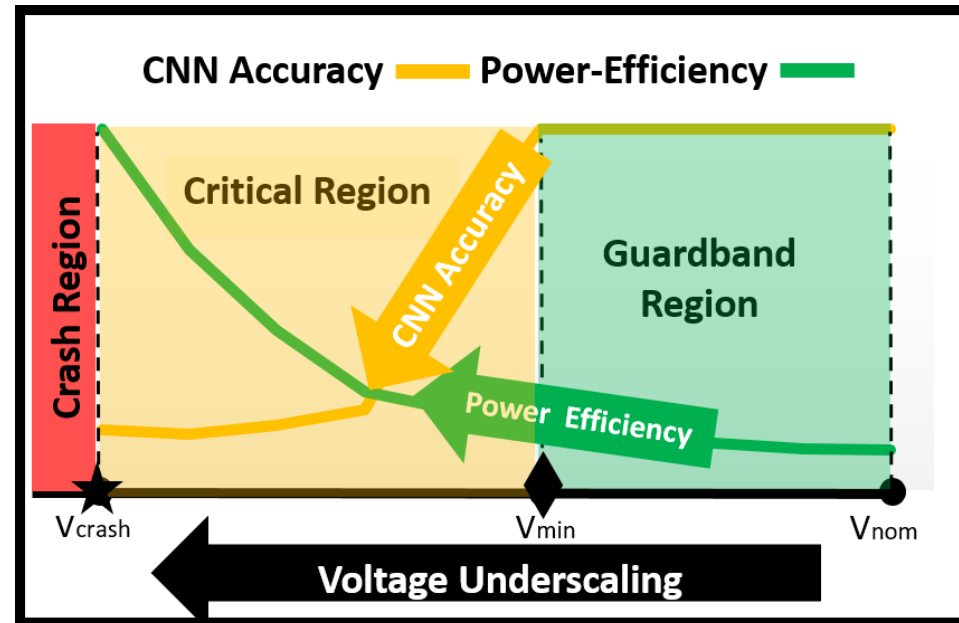 CNN Accuracy Power-Efficiency
Crash Region
Critical Region
CNN Accuracy
Guardband
Region
Power Efficiency
Vcrash Vmin Vnom
Voltage Underscaling